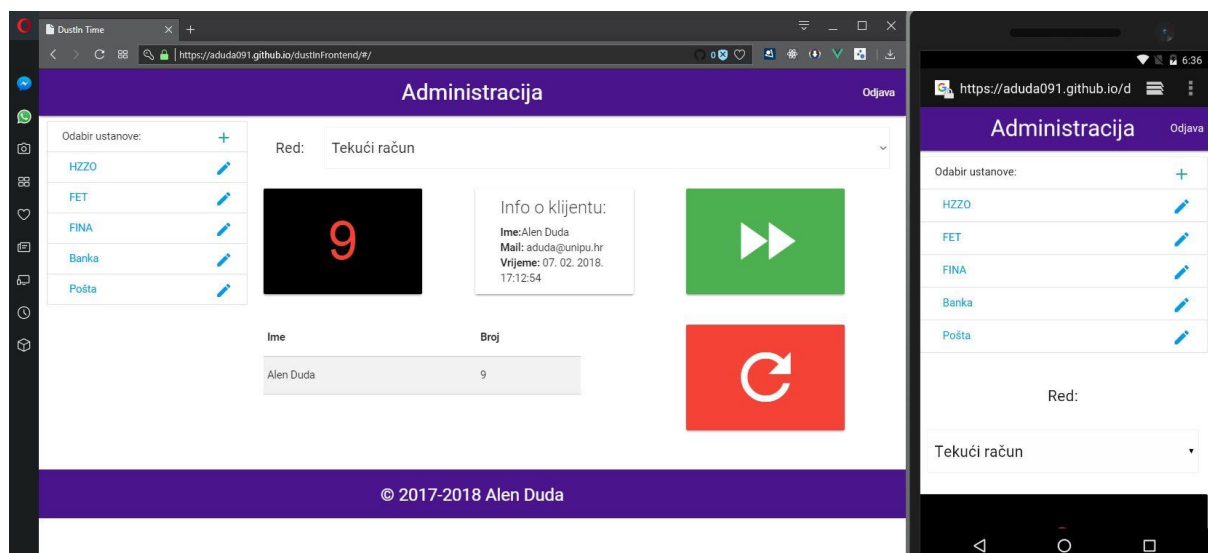 DustIn Time
https://aduda091.github.io/dustInFrontend/#/
0
Administracija
Odjava
Odabir ustanove:
HZZO
FET
FINA
Banka
Pošta
Red:
Tekući račun
9
Info o klijentu:
Ime:Alen Duda
Mail: aduda@unipu.hr
Vrijeme: 07. 02. 2018.
17:12:54
Ime Broj
Alen Duda 9
© 2017-2018 Alen Duda
6:36
https://aduda091.github.io/d
Administracija
Odjava
Odabir ustanove:
HZZO
FET
FINA
Banka
Pošta
Red:
Tekući račun